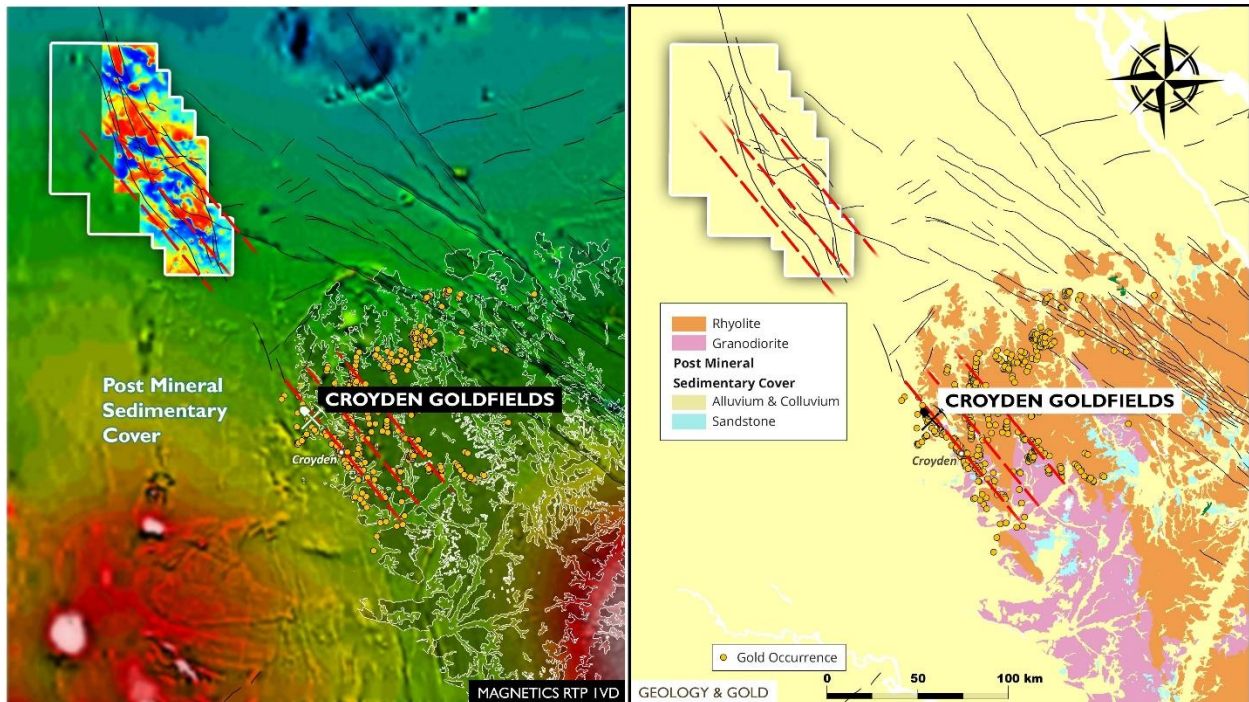 Post Mineral
Sedimentary
Cover
CROYDEN GOLDFIELDS
Croyden
MAGNETICS RTP 1VD
Rhyolite
Granodiorite
Post Mineral
Sedimentary Cover
Alluvium & Colluvium
Sandstone
CROYDEN GOLDFIELDS
Croyden
Gold Occurrence
0 50 100 km
GEOLOGY & GOLD